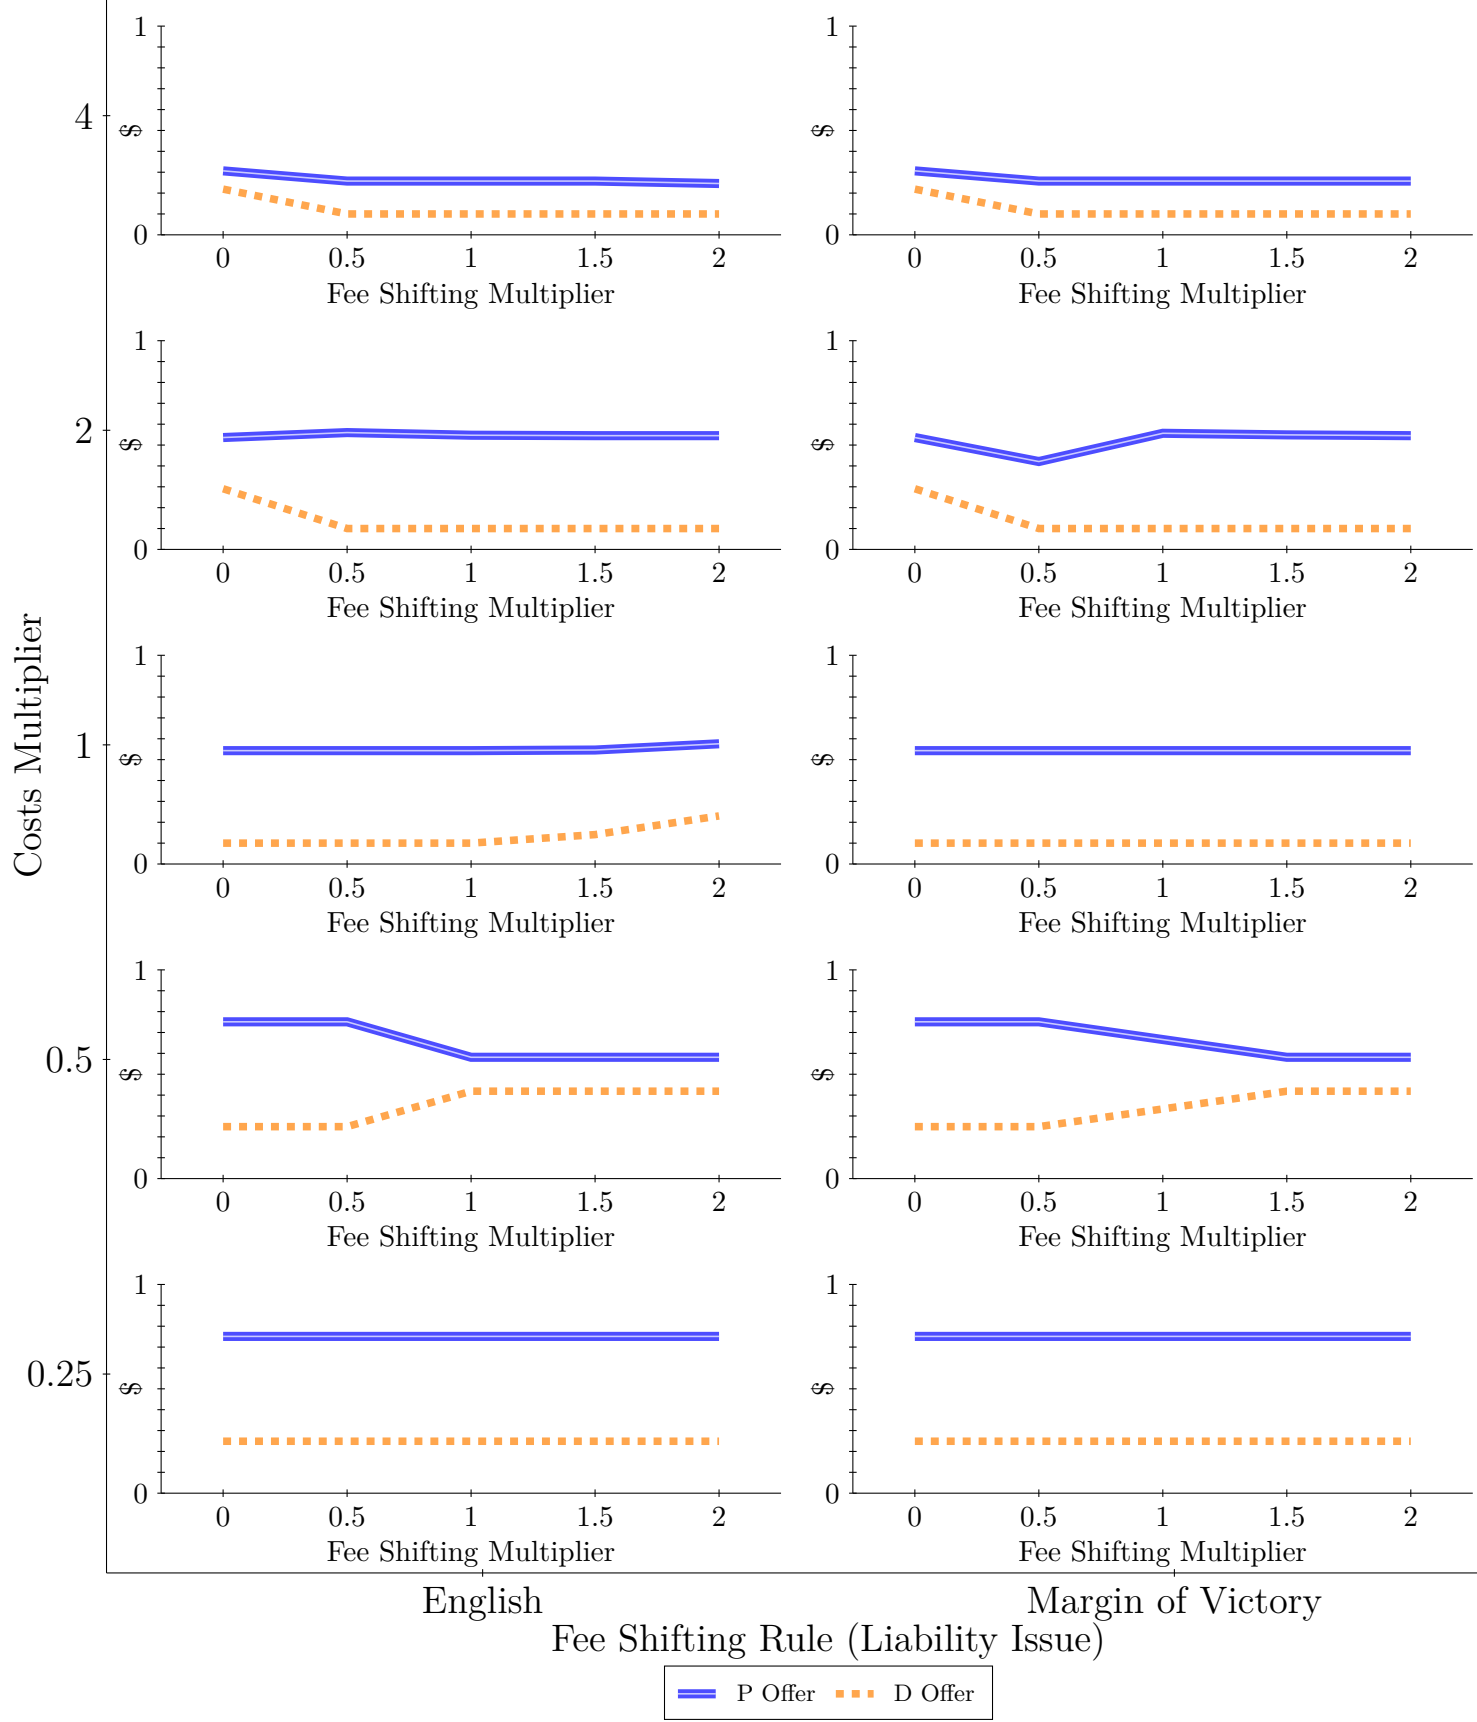 1
$
0
0 0.5 1 1.5 2
Fee Shifting Multiplier
1
$
0
0 0.5 1 1.5 2
Fee Shifting Multiplier
4
1
$
0
0 0.5 1 1.5 2
Fee Shifting Multiplier
1
$
0
0 0.5 1 1.5 2
Fee Shifting Multiplier
2
Costs Multiplier
1
$
0
0 0.5 1 1.5 2
Fee Shifting Multiplier
1
$
0
0 0.5 1 1.5 2
Fee Shifting Multiplier
1
1
$
0
0 0.5 1 1.5 2
Fee Shifting Multiplier
1
$
0
0 0.5 1 1.5 2
Fee Shifting Multiplier
0.5
1
$
0
0 0.5 1 1.5 2
Fee Shifting Multiplier
1
$
0
0 0.5 1 1.5 2
Fee Shifting Multiplier
0.25
English
Margin of Victory
Fee Shifting Rule (Liability Issue)
P Offer
D Offer